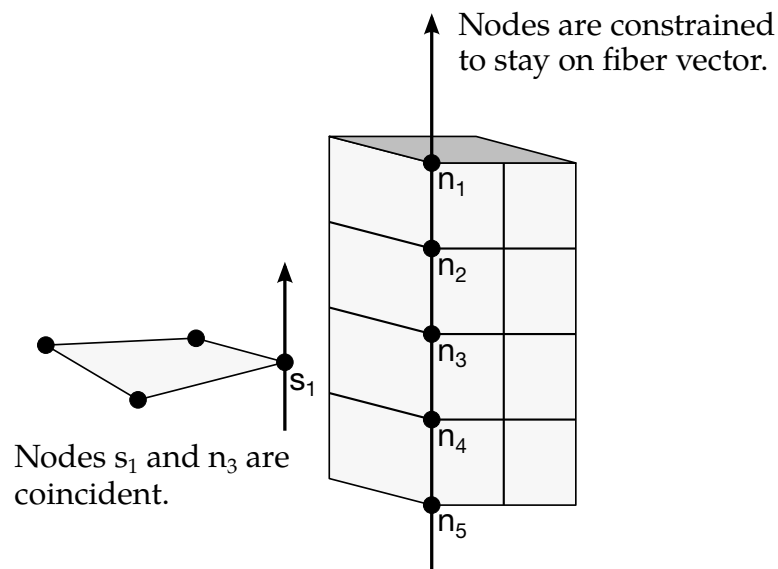 Nodes are constrained
to stay on fiber vector.
n₁
n₂
n₃
s₁
n₄
Nodes s₁ and n₃ are
coincident.
n₅